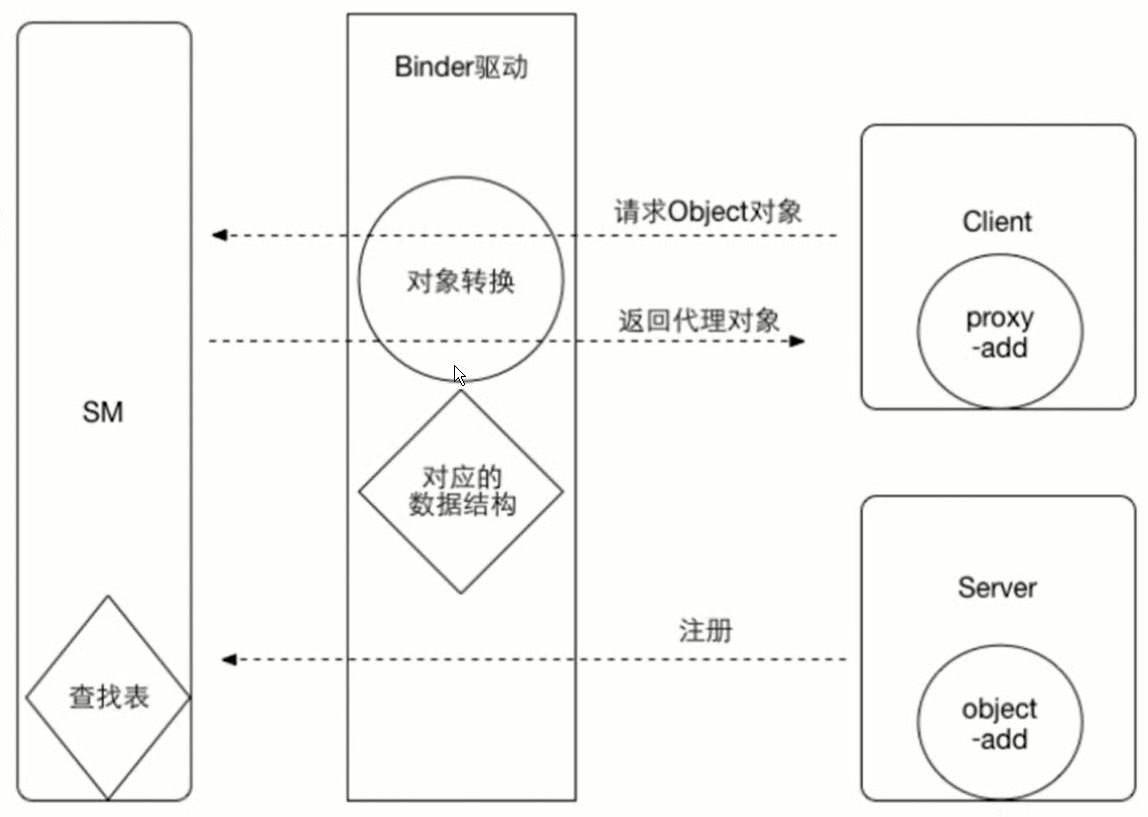 Binder驱动
请求Object对象
Client
对象转换
返回代理对象
proxy
-add
SM
对应的
数据结构
Server
注册
查找表
object
-add